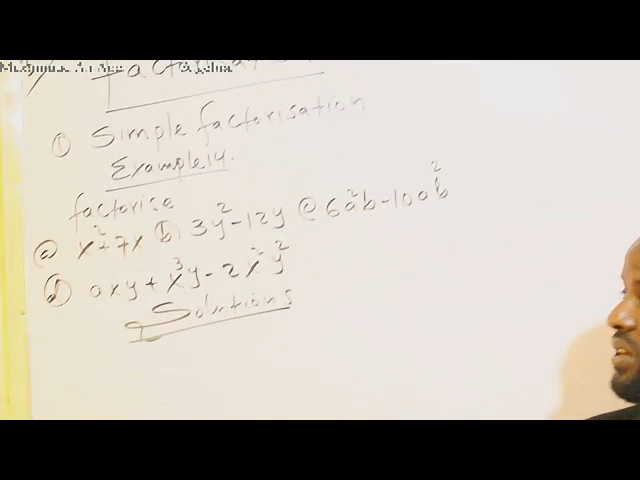 ① Simple factorisation
Example 14.
factorise
ⓐ x²+7x ⓑ 3y²-12y ⓒ 6a²b-10ab²
ⓓ axy + x³y - 2x²y²
Solutions